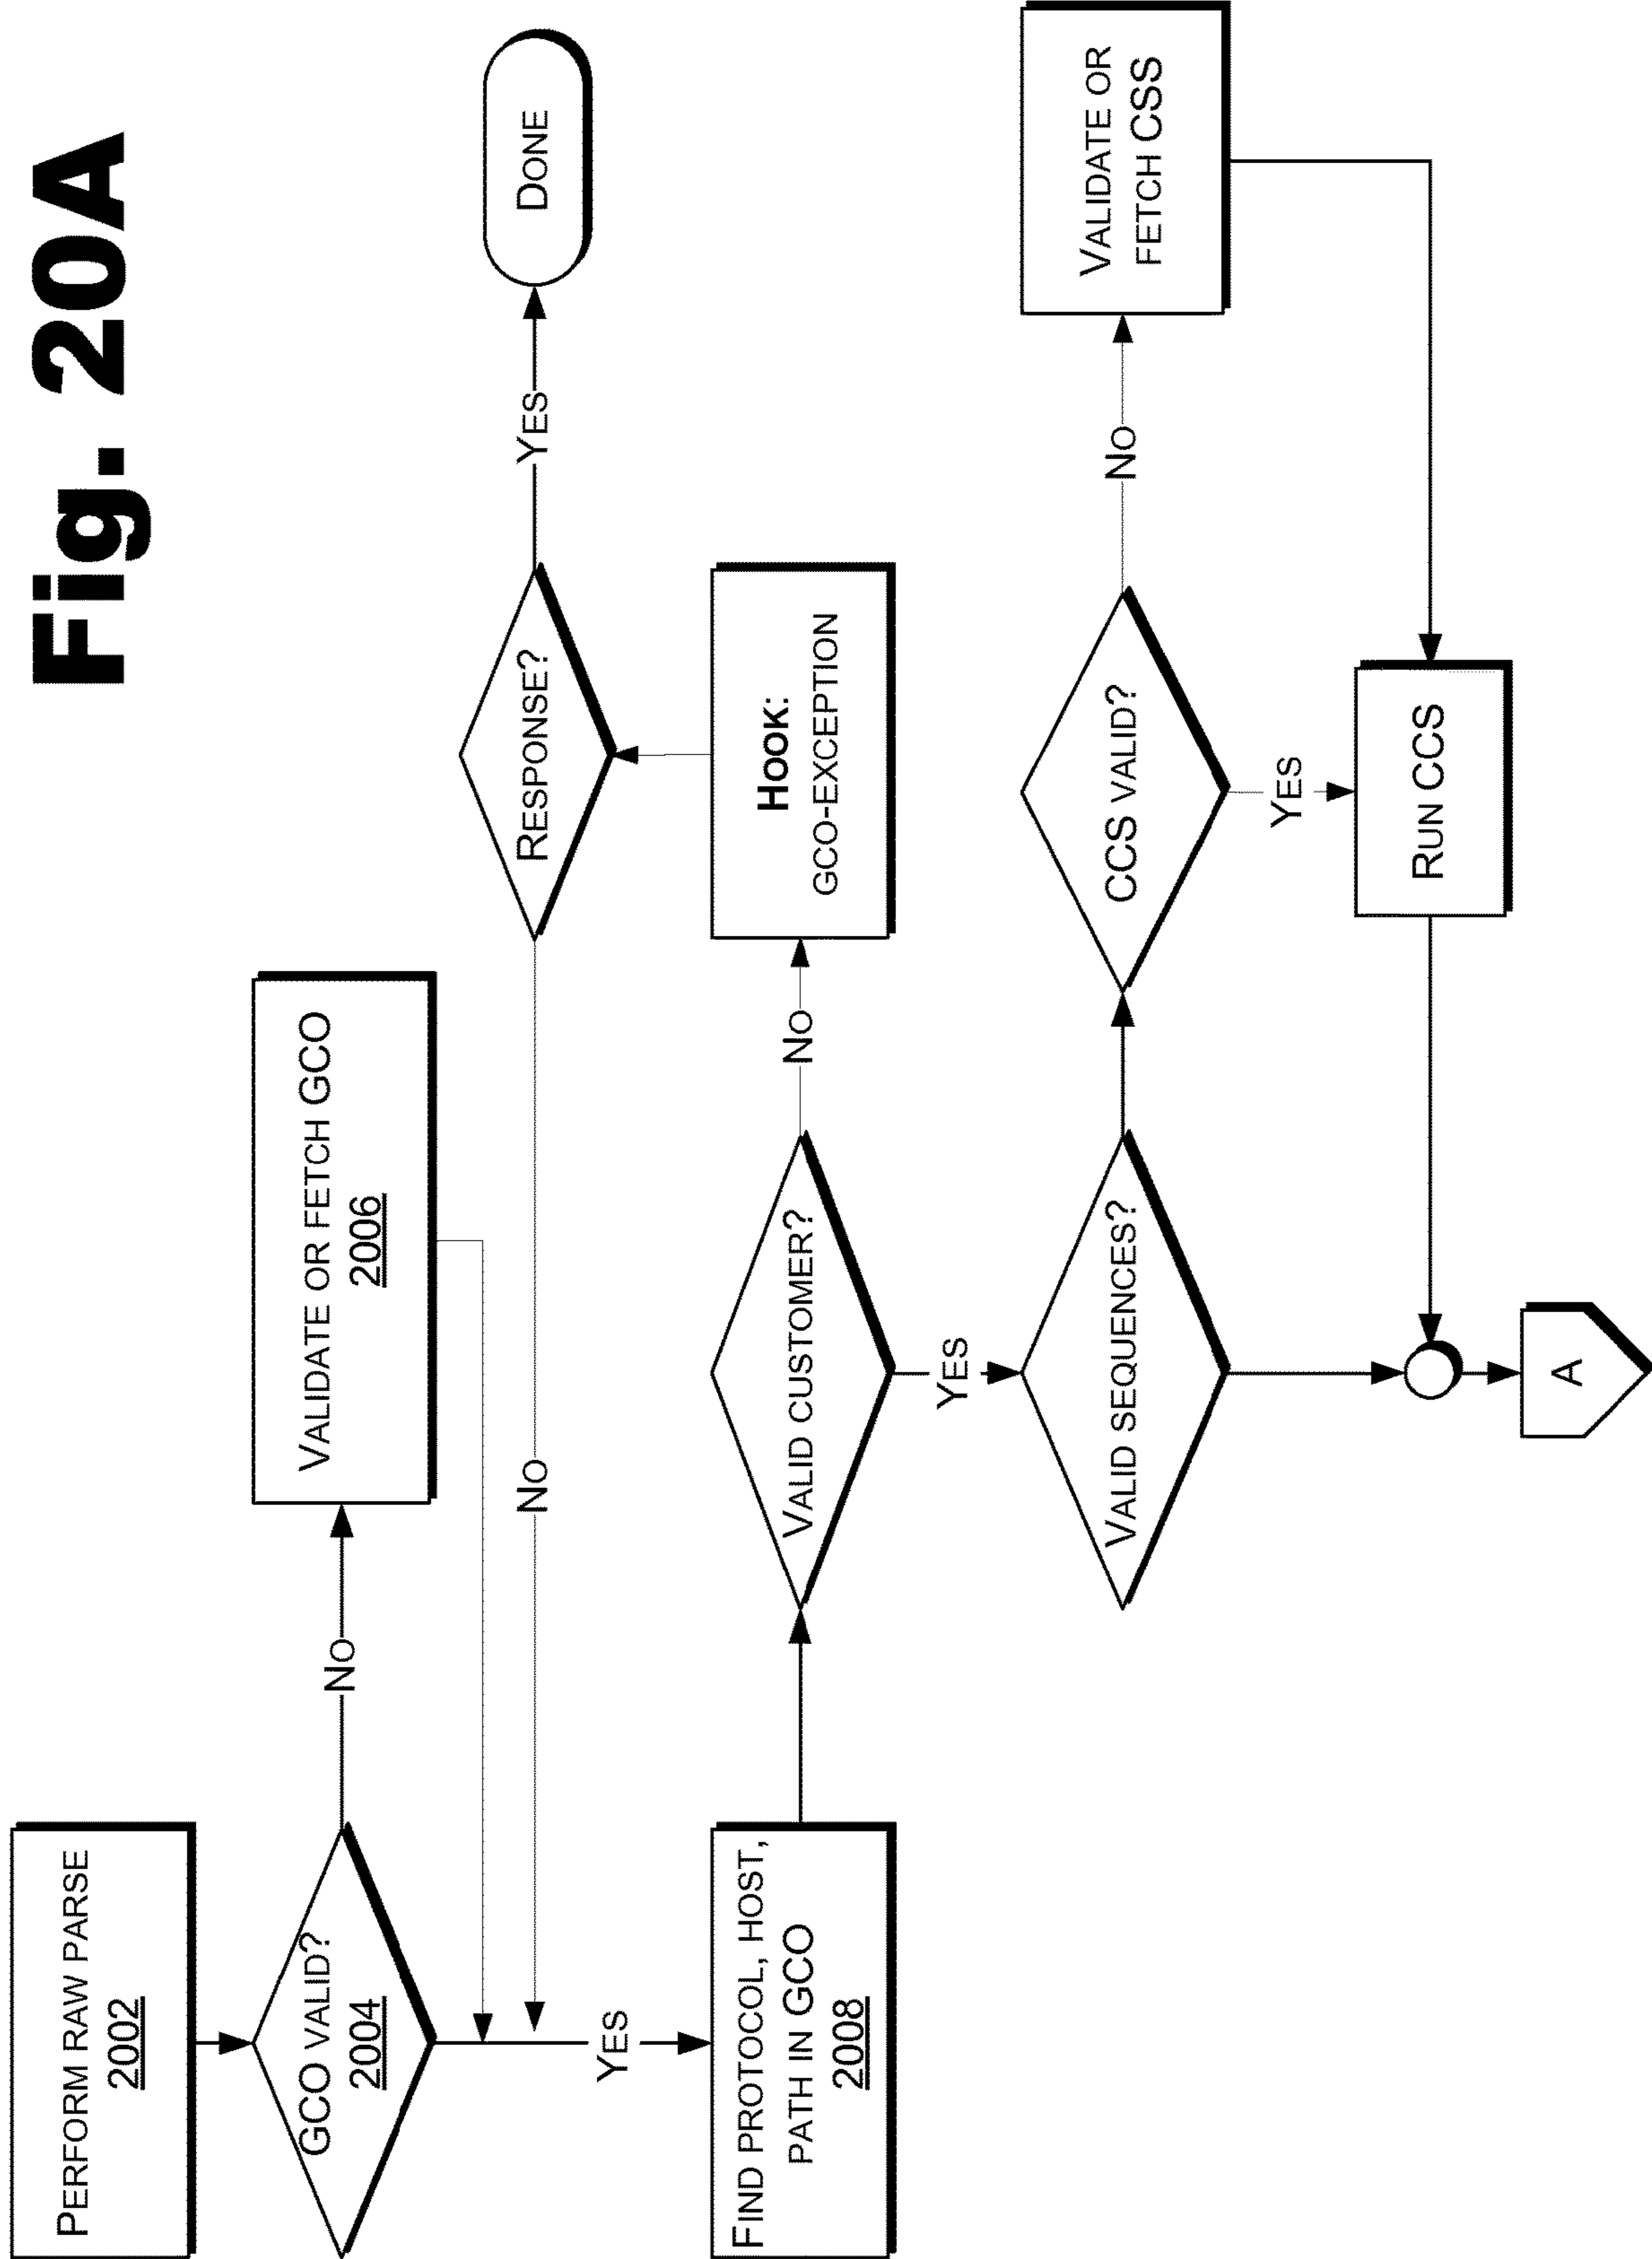 Fig. 20A
PERFORM RAW PARSE
2002
GCO VALID?
2004
NO
VALIDATE OR FETCH GCO
2006
YES
NO
RESPONSE?
YES
DONE
FIND PROTOCOL, HOST,
PATH IN GCO
2008
VALID CUSTOMER?
NO
HOOK:
GCO-EXCEPTION
YES
VALID SEQUENCES?
CCS VALID?
NO
VALIDATE OR
FETCH CSS
YES
RUN CCS
A